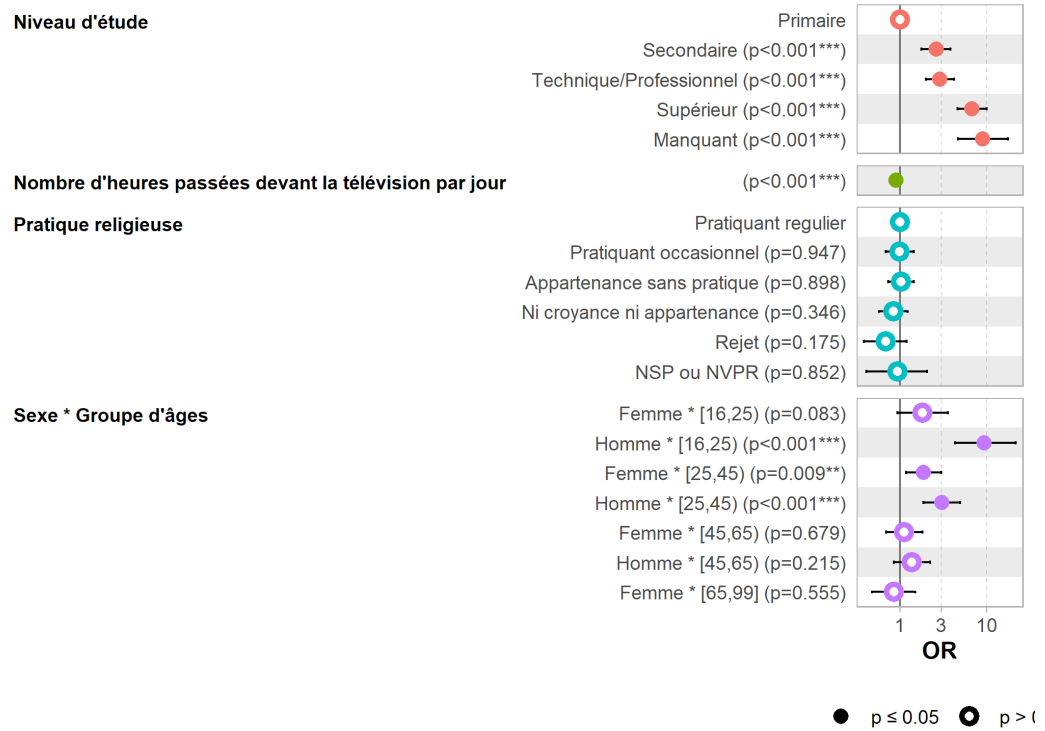 Niveau d'étude
Primaire
Secondaire (p<0.001***)
Technique/Professionnel (p<0.001***)
Supérieur (p<0.001***)
Manquant (p<0.001***)
Nombre d'heures passées devant la télévision par jour
(p<0.001***)
Pratique religieuse
Pratiquant regulier
Pratiquant occasionnel (p=0.947)
Appartenance sans pratique (p=0.898)
Ni croyance ni appartenance (p=0.346)
Rejet (p=0.175)
NSP ou NVPR (p=0.852)
Sexe * Groupe d'âges
Femme * [16,25) (p=0.083)
Homme * [16,25) (p<0.001***)
Femme * [25,45) (p=0.009**)
Homme * [25,45) (p<0.001***)
Femme * [45,65) (p=0.679)
Homme * [45,65) (p=0.215)
Femme * [65,99] (p=0.555)
1 3 10
OR
p ≤ 0.05 p >